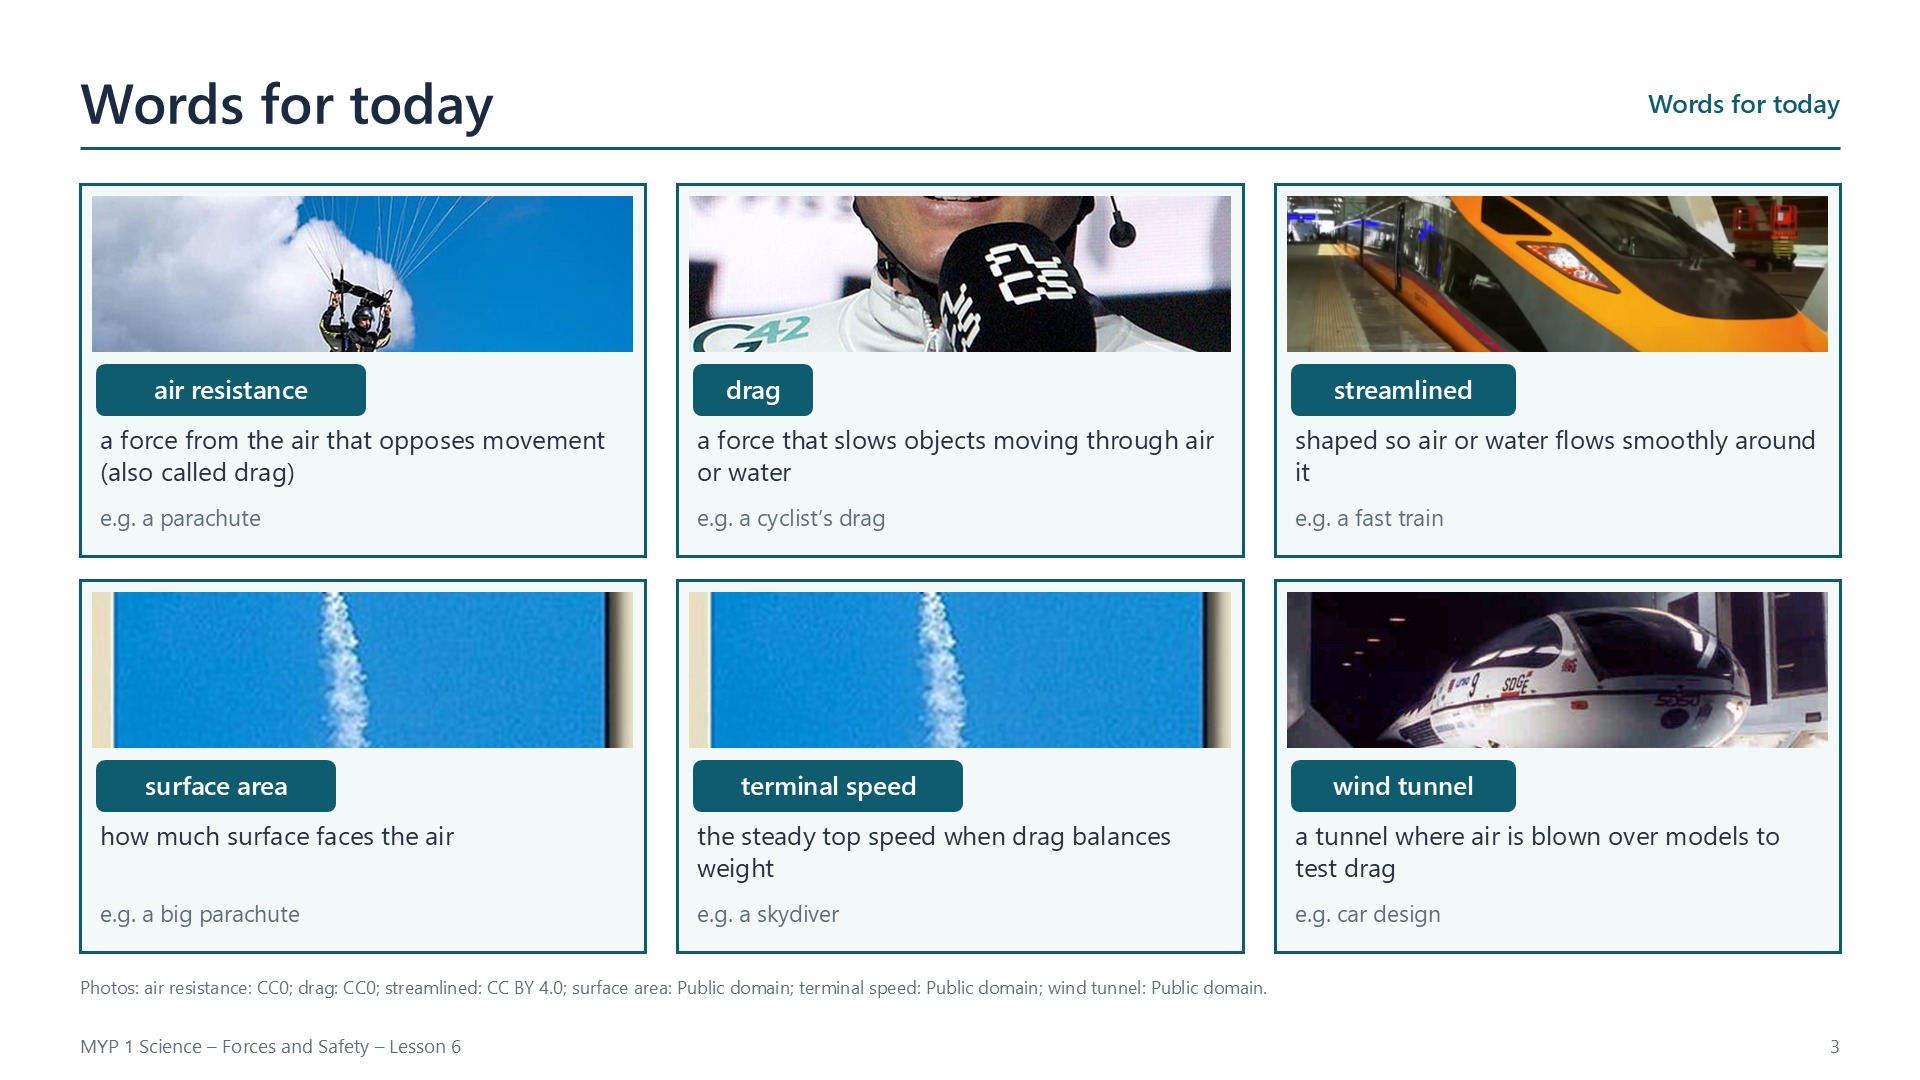 Words for today
Words for today
G42
air resistance
a force from the air that opposes movement
(also called drag)
e.g. a parachute
drag
a force that slows objects moving through air
or water
e.g. a cyclist’s drag
streamlined
shaped so air or water flows smoothly around
it
e.g. a fast train
9
SDGE
surface area
how much surface faces the air
e.g. a big parachute
terminal speed
the steady top speed when drag balances
weight
e.g. a skydiver
wind tunnel
a tunnel where air is blown over models to
test drag
e.g. car design
Photos: air resistance: CC0; drag: CC0; streamlined: CC BY 4.0; surface area: Public domain; terminal speed: Public domain; wind tunnel: Public domain.
MYP 1 Science – Forces and Safety – Lesson 6
3